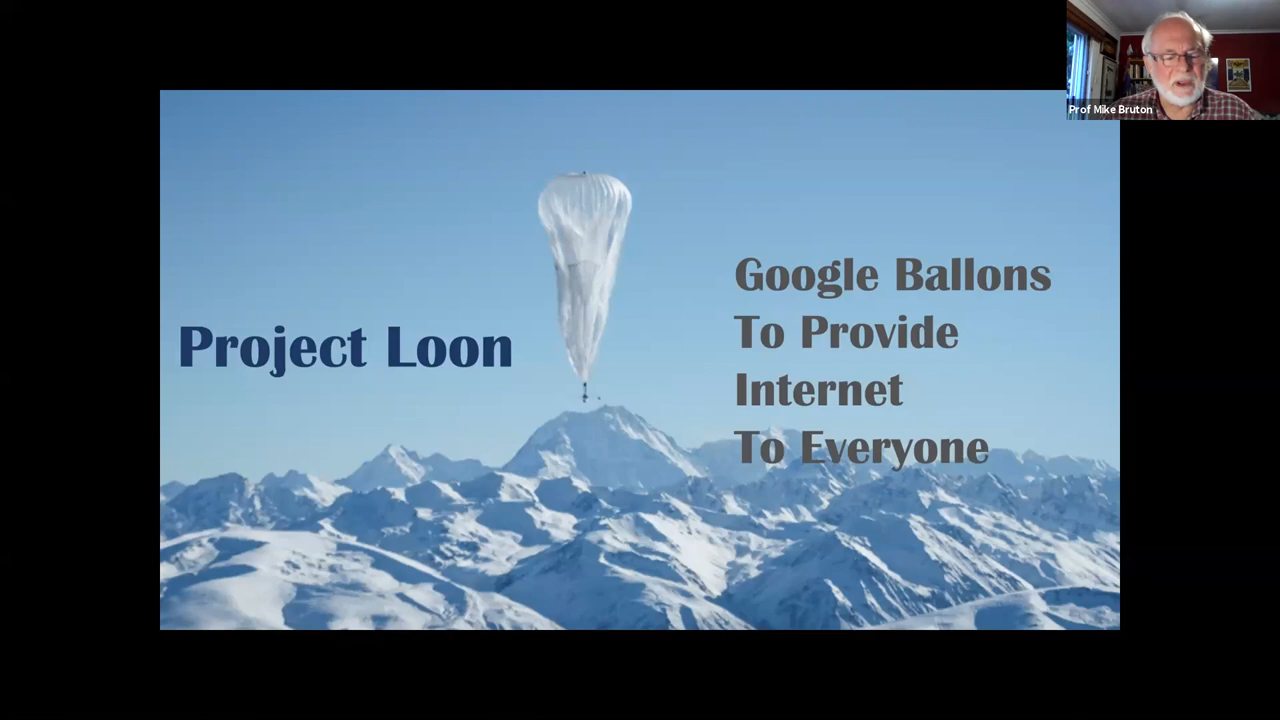 Prof Mike Bruton
Project Loon
Google Ballons
To Provide
Internet
To Everyone